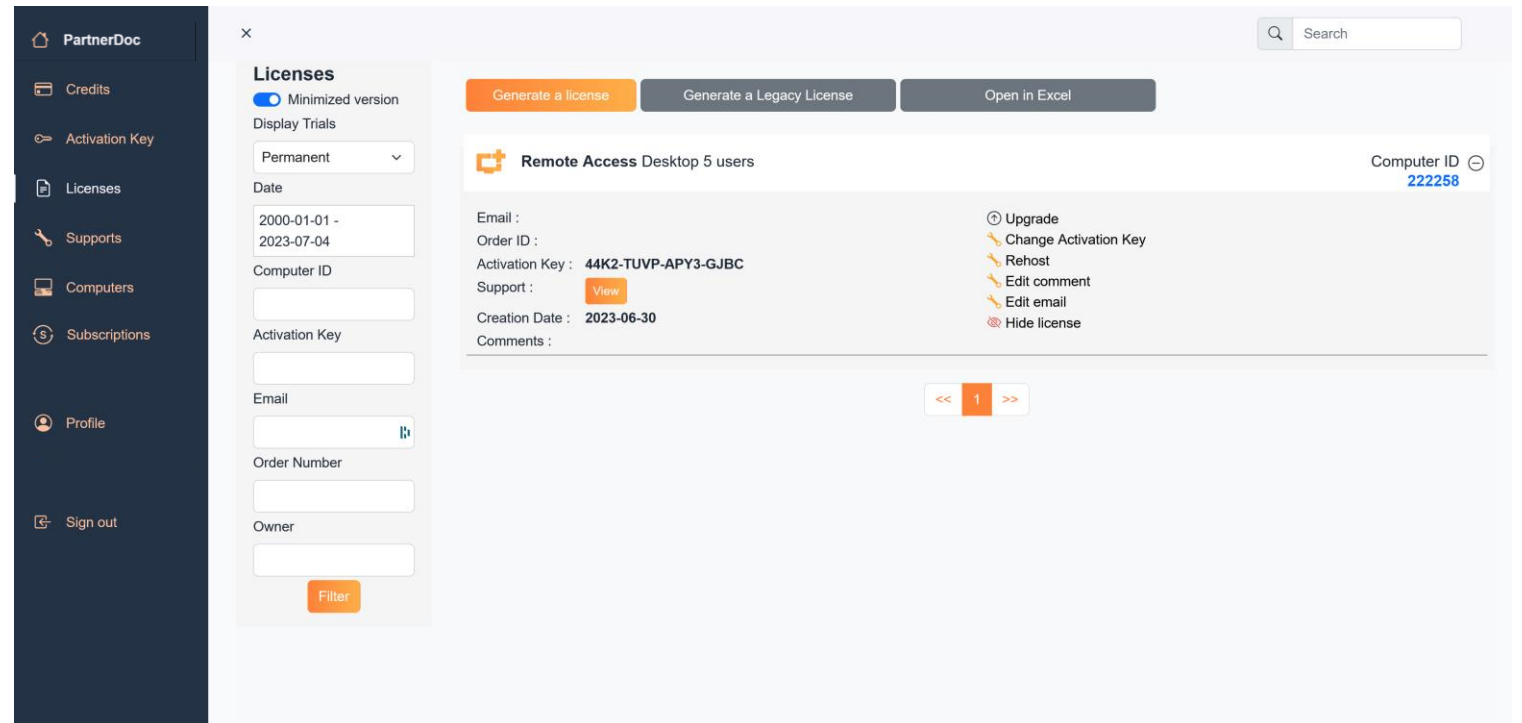 PartnerDoc
Credits
Activation Key
Licenses
Supports
Computers
Subscriptions
Profile
Sign out
×
Search
Licenses
Minimized version
Display Trials
Permanent
Date
2000-01-01 -
2023-07-04
Computer ID
Activation Key
Email
Order Number
Owner
Filter
Generate a license
Generate a Legacy License
Open in Excel
Remote Access Desktop 5 users
Computer ID
222258
Email :
Order ID :
Activation Key : 44K2-TUVP-APY3-GJBC
Support : View
Creation Date : 2023-06-30
Comments :
Upgrade
Change Activation Key
Rehost
Edit comment
Edit email
Hide license
<< 1 >>